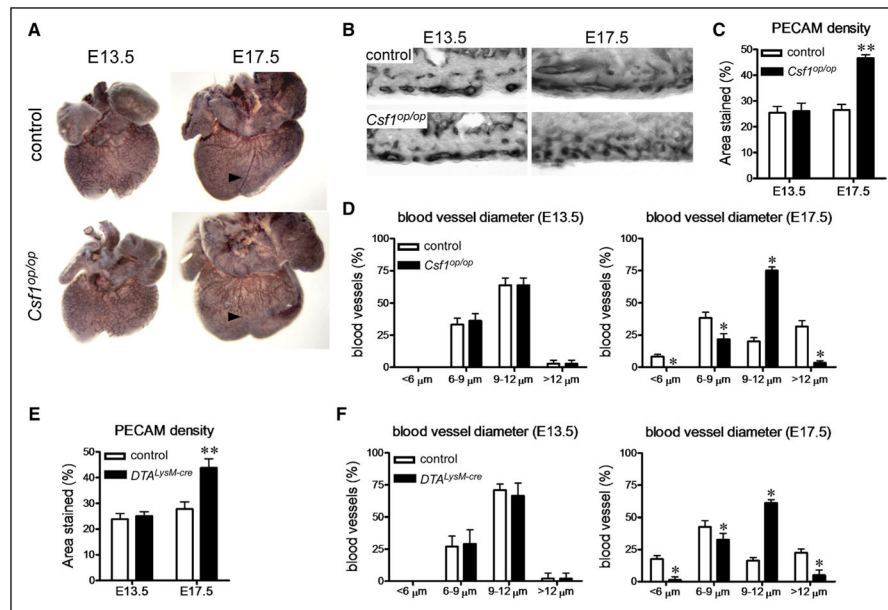 A
E13.5 E17.5
control
Csf1op/op
B
E13.5 E17.5
control
Csf1op/op
C
PECAM density
control
Csf1op/op
**
Area stained (%)
50
40
30
20
10
0
E13.5 E17.5
D
blood vessel diameter (E13.5)
control
Csf1op/op
blood vessels (%)
100
75
50
25
0
<6 μm 6-9 μm 9-12 μm >12 μm
blood vessel diameter (E17.5)
blood vessels (%)
100
75
50
25
0
* * * *
<6 μm 6-9 μm 9-12 μm >12 μm
E
PECAM density
control
DTALysM-cre
**
Area stained (%)
50
40
30
20
10
0
E13.5 E17.5
F
blood vessel diameter (E13.5)
control
DTALysM-cre
blood vessels (%)
100
75
50
25
0
<6 μm 6-9 μm 9-12 μm >12 μm
blood vessel diameter (E17.5)
blood vessel (%)
100
75
50
25
0
* * * *
<6 μm 6-9 μm 9-12 μm >12 μm